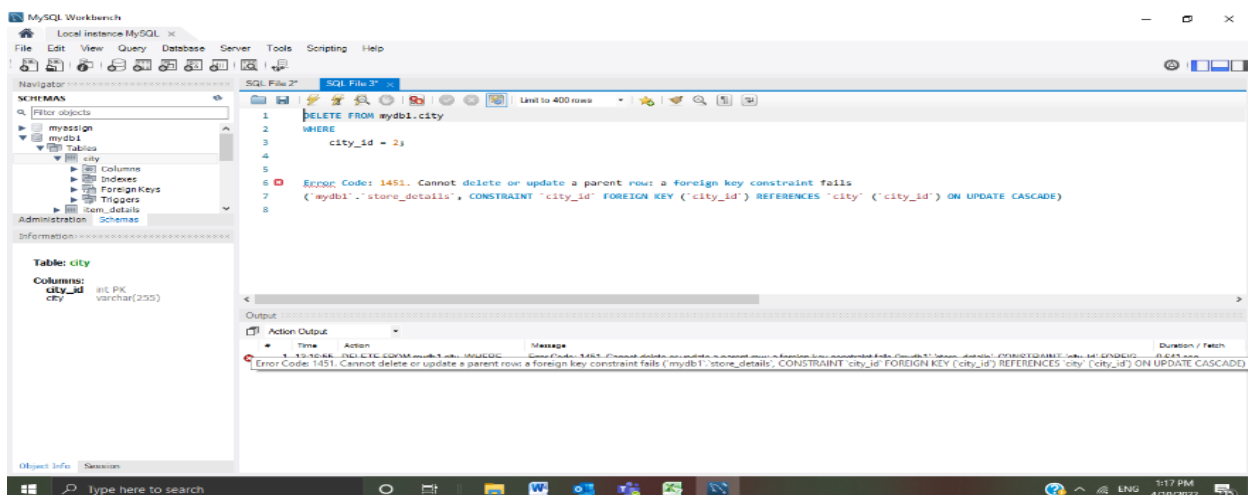 MySQL Workbench
Local instance MySQL ×
File Edit View Query Database Server Tools Scripting Help
Navigator
SQL File 2* SQL File 3* ×
SCHEMAS
Filter objects
myassign
mydb1
Tables
city
Columns
Indexes
Foreign Keys
Triggers
item_details
Administration Schemas
Information
Table: city
Columns:
city_id int PK
city varchar(255)
Object Info Session
Limit to 400 rows
1 DELETE FROM mydb1.city
2 WHERE
3 city_id = 2;
4
5
6 Error Code: 1451. Cannot delete or update a parent row: a foreign key constraint fails
7 (`mydb1`.`store_details`, CONSTRAINT `city_id` FOREIGN KEY (`city_id`) REFERENCES `city` (`city_id`) ON UPDATE CASCADE)
8
Output
Action Output
# Time Action Message Duration / Fetch
Error Code: 1451. Cannot delete or update a parent row: a foreign key constraint fails (`mydb1`.`store_details`, CONSTRAINT `city_id` FOREIGN KEY (`city_id`) REFERENCES `city` (`city_id`) ON UPDATE CASCADE)
Type here to search
ENG
1:17 PM